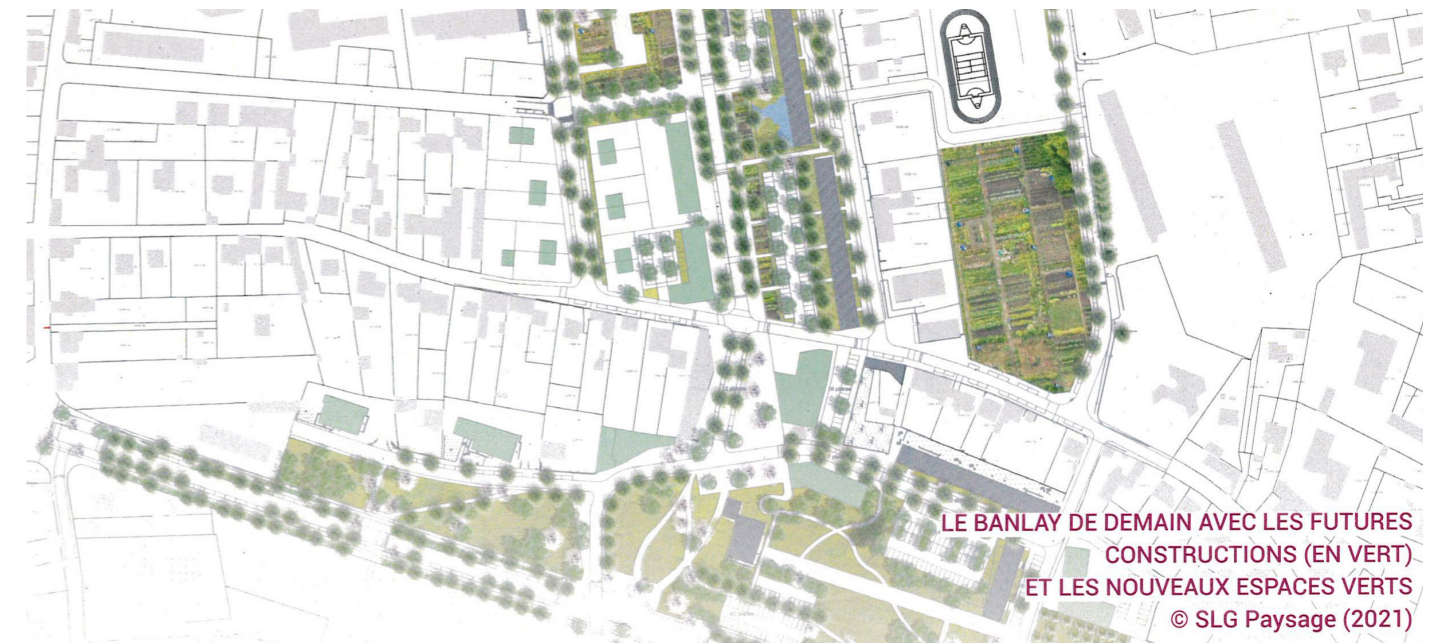 LE BANLAY DE DEMAIN AVEC LES FUTURES
CONSTRUCTIONS (EN VERT)
ET LES NOUVEAUX ESPACES VERTS
© SLG Paysage (2021)